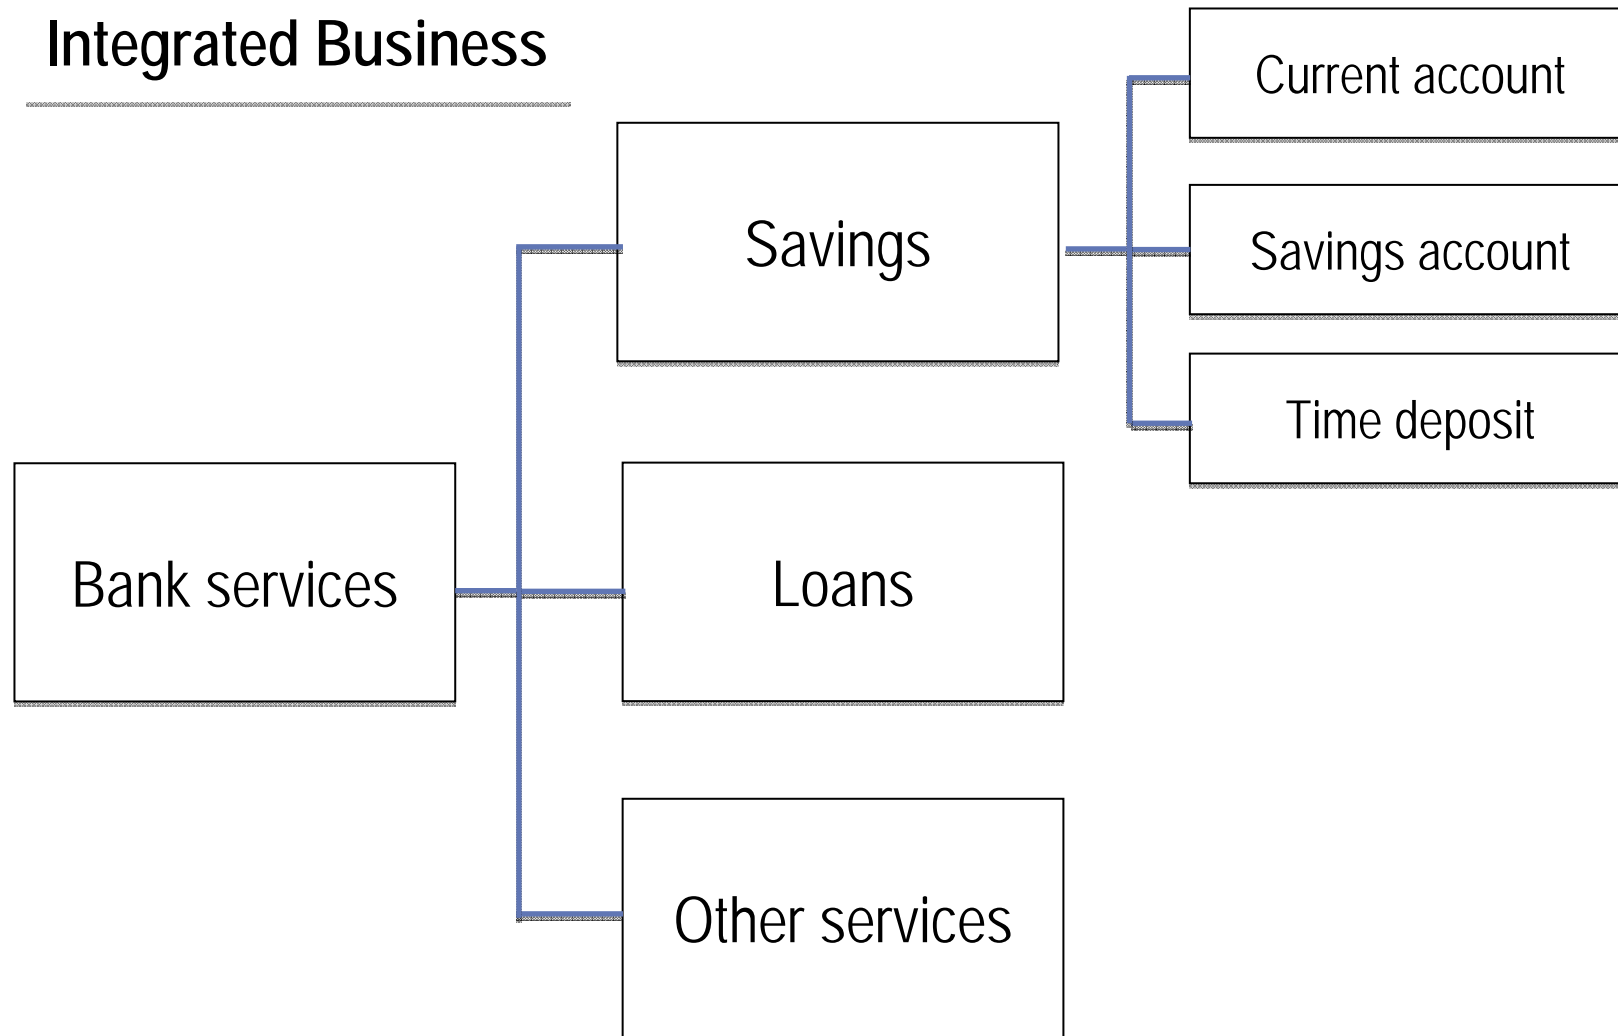 Integrated Business
Current account
Savings
Savings account
Time deposit
Bank services
Loans
Other services